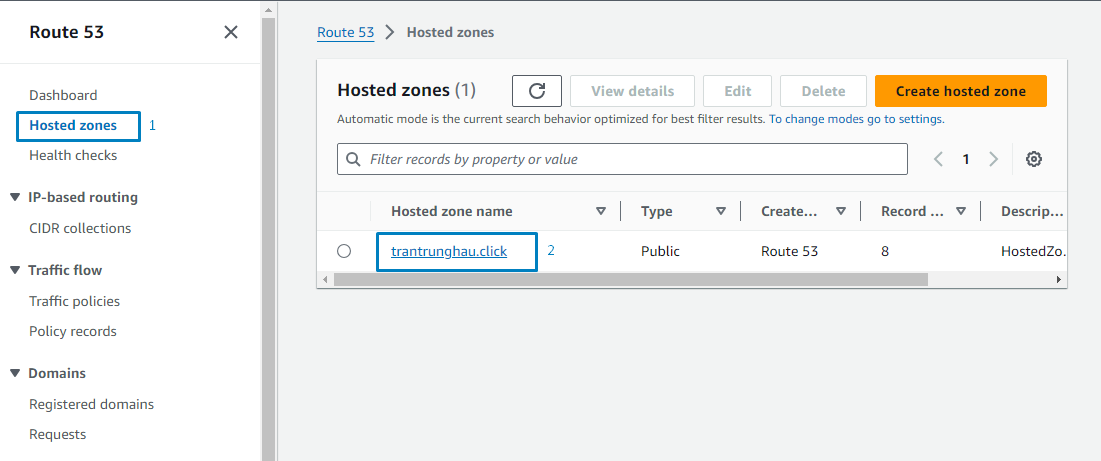 Route 53
Dashboard
Hosted zones 1
Health checks
IP-based routing
CIDR collections
Traffic flow
Traffic policies
Policy records
Domains
Registered domains
Requests
Route 53 > Hosted zones
Hosted zones (1) View details Edit Delete Create hosted zone
Automatic mode is the current search behavior optimized for best filter results. To change modes go to settings.
Filter records by property or value 1
Hosted zone name Type Create... Record ... Descrip...
trantrunghau.click 2 Public Route 53 8 HostedZo.